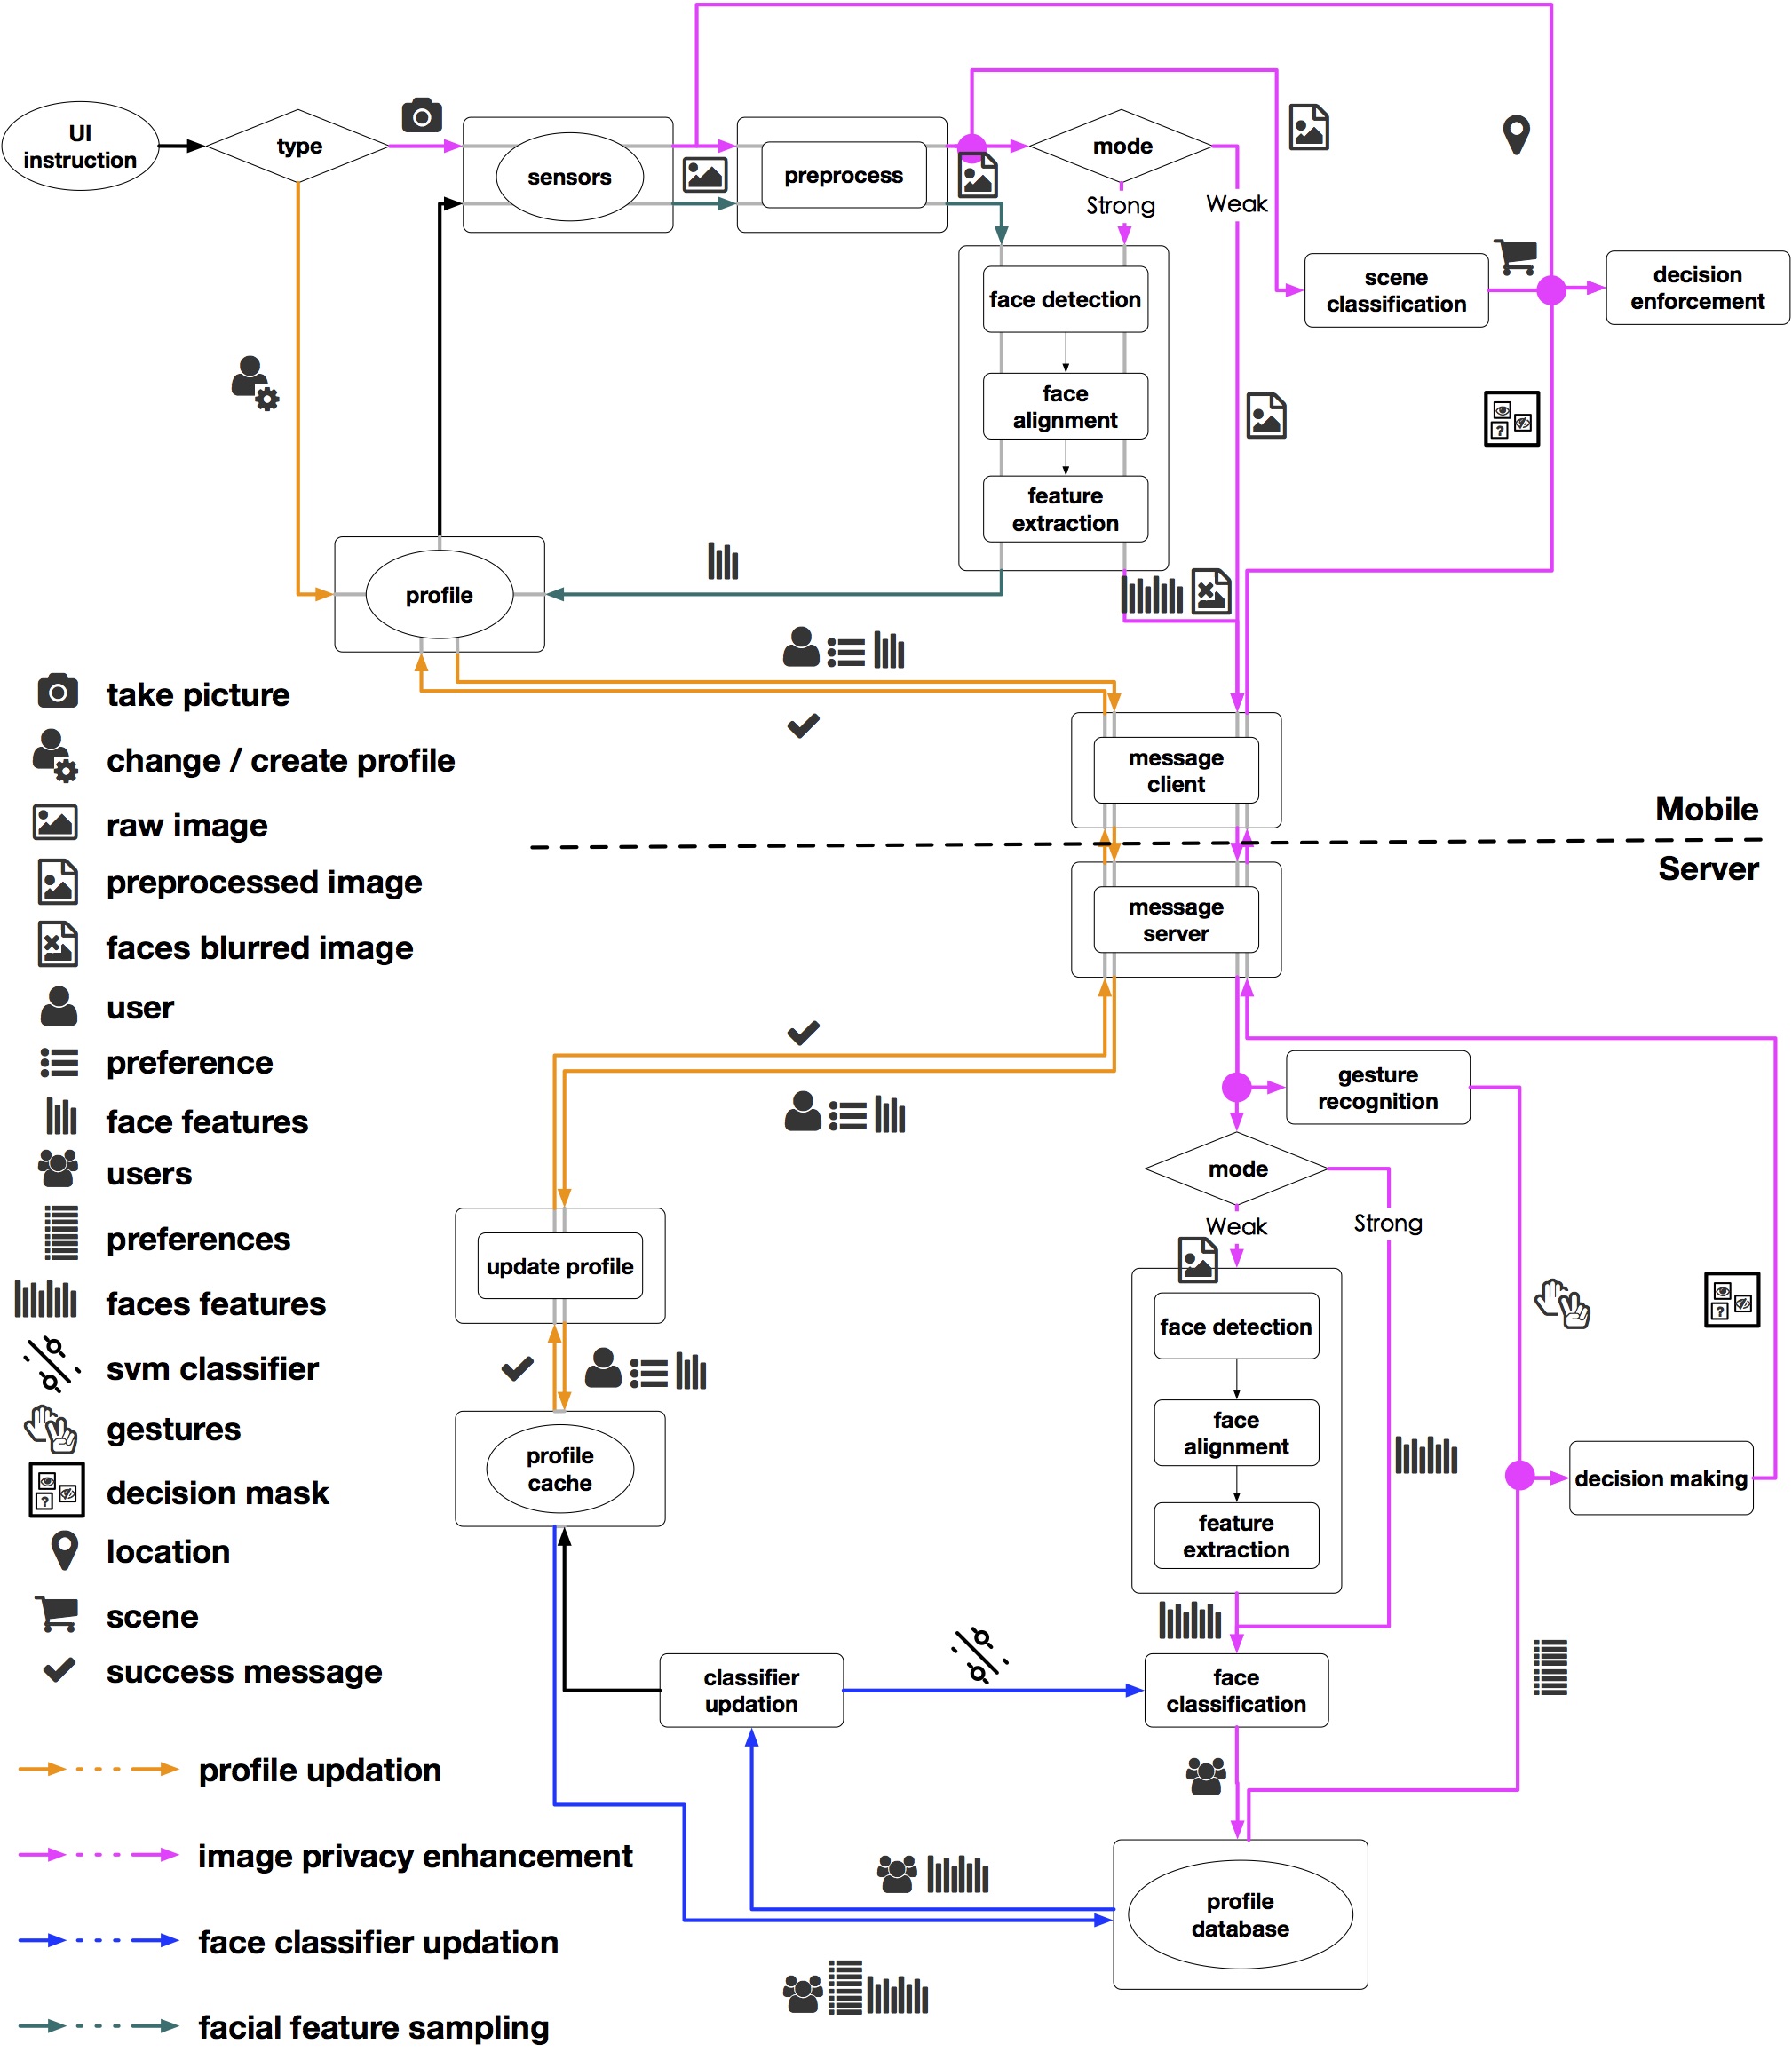 UI
instruction
type
sensors
preprocess
mode
Strong
Weak
face detection
face
alignment
feature
extraction
scene
classification
decision
enforcement
profile
message
client
Mobile
Server
message
server
take picture
change / create profile
raw image
preprocessed image
faces blurred image
user
preference
face features
users
preferences
faces features
svm classifier
gestures
decision mask
location
scene
success message
gesture
recognition
mode
Weak
Strong
update profile
profile
cache
face detection
face
alignment
feature
extraction
decision making
classifier
updation
face
classification
profile
database
profile updation
image privacy enhancement
face classifier updation
facial feature sampling